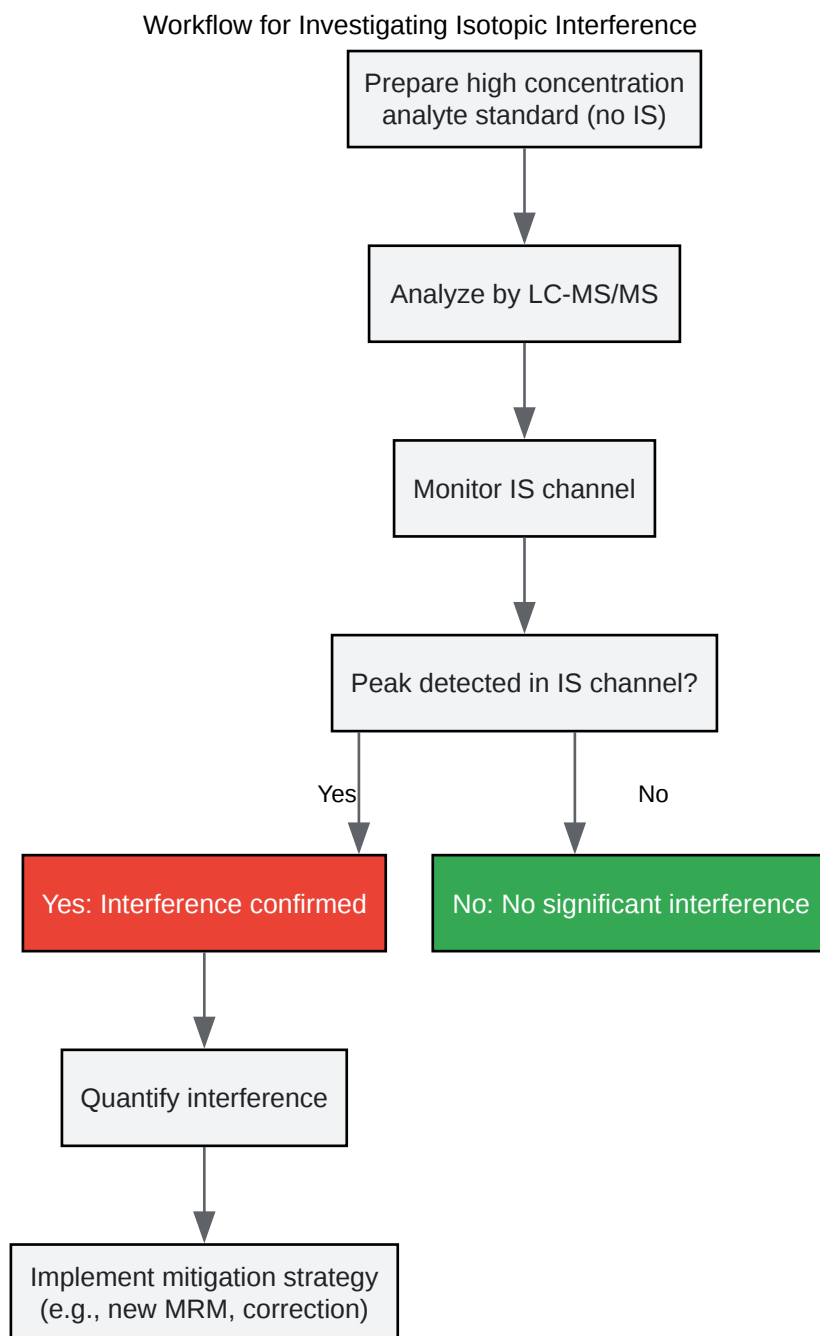 Workflow for Investigating Isotopic Interference
Prepare high concentration
analyte standard (no IS)
Analyze by LC-MS/MS
Monitor IS channel
Peak detected in IS channel?
Yes
No
Yes: Interference confirmed
No: No significant interference
Quantify interference
Implement mitigation strategy
(e.g., new MRM, correction)